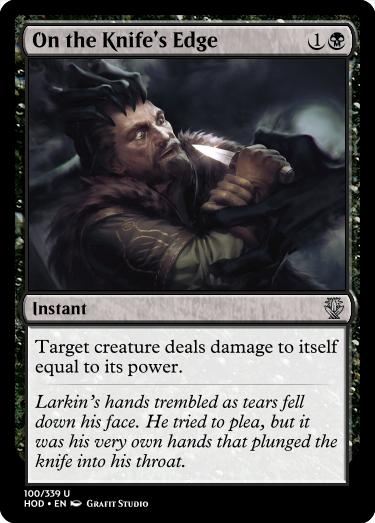 On the Knife's Edge 1
Instant
Target creature deals damage to itself
equal to its power.
Larkin's hands trembled as tears fell
down his face. He tried to plea, but it
was his very own hands that plunged the
knife into his throat.
100/339 U
HOD • EN Grafit Studio